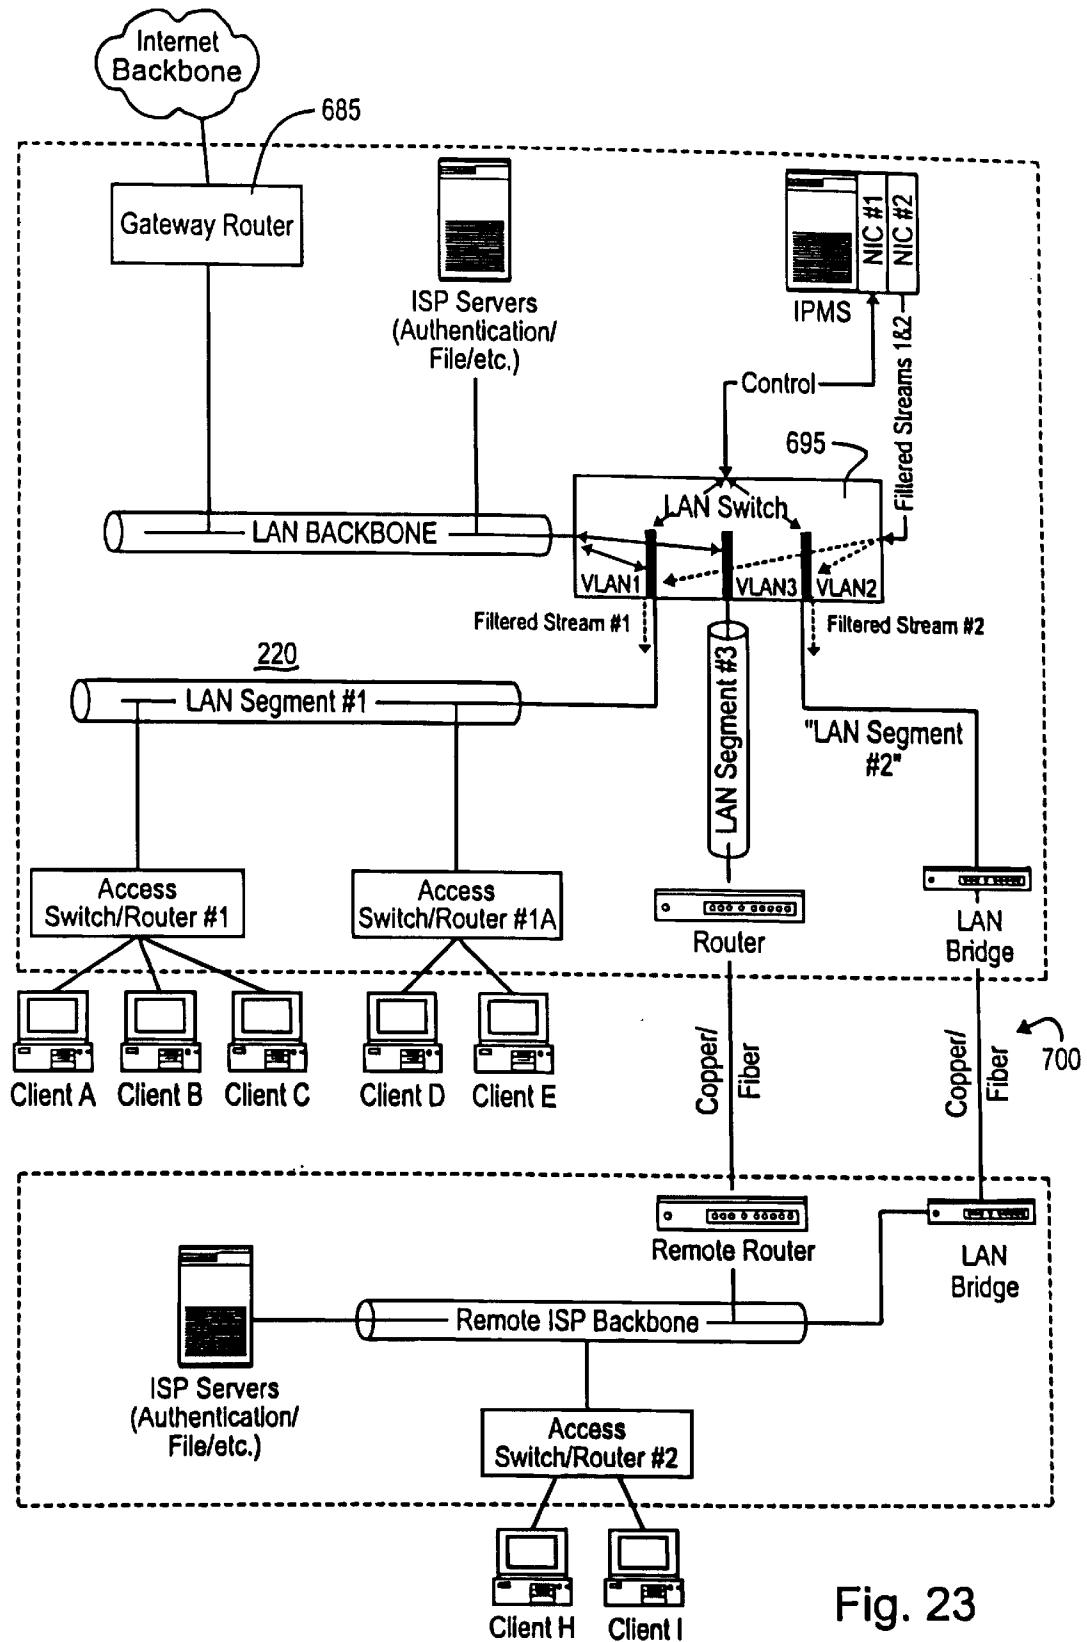 Internet
Backbone
685
Gateway Router
ISP Servers
(Authentication/
File/etc.)
NIC #1
NIC #2
IPMS
Control
Filtered Streams 1&2
695
LAN Switch
LAN BACKBONE
VLAN1
VLAN3
VLAN2
Filtered Stream #1
Filtered Stream #2
220
LAN Segment #1
LAN Segment #3
"LAN Segment
#2"
Access
Switch/Router #1
Access
Switch/Router #1A
Router
LAN
Bridge
Client A
Client B
Client C
Client D
Client E
Copper/
Fiber
Copper/
Fiber
700
Remote Router
LAN
Bridge
Remote ISP Backbone
ISP Servers
(Authentication/
File/etc.)
Access
Switch/Router #2
Client H
Client I
Fig. 23